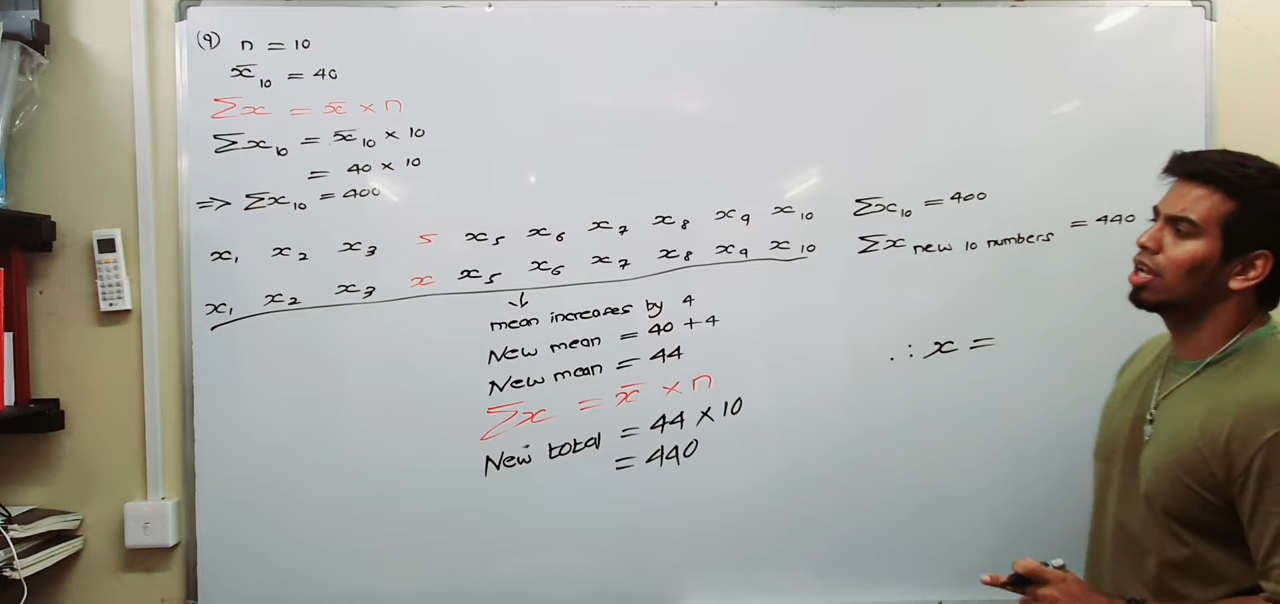 (9) n = 10
x̄₁₀ = 40
Σx = x̄ × n
Σx₁₀ = x̄₁₀ × 10
= 40 × 10
⇒ Σx₁₀ = 400
x₁ x₂ x₃ 5 x₅ x₆ x₇ x₈ x₉ x₁₀
x₁ x₂ x₃ x x₅ x₆ x₇ x₈ x₉ x₁₀
↓
mean increases by 4
New mean = 40 + 4
New mean = 44
Σx = x̄ × n
New total = 44 × 10
= 440
Σx₁₀ = 400
Σx new 10 numbers = 440
∴ x =